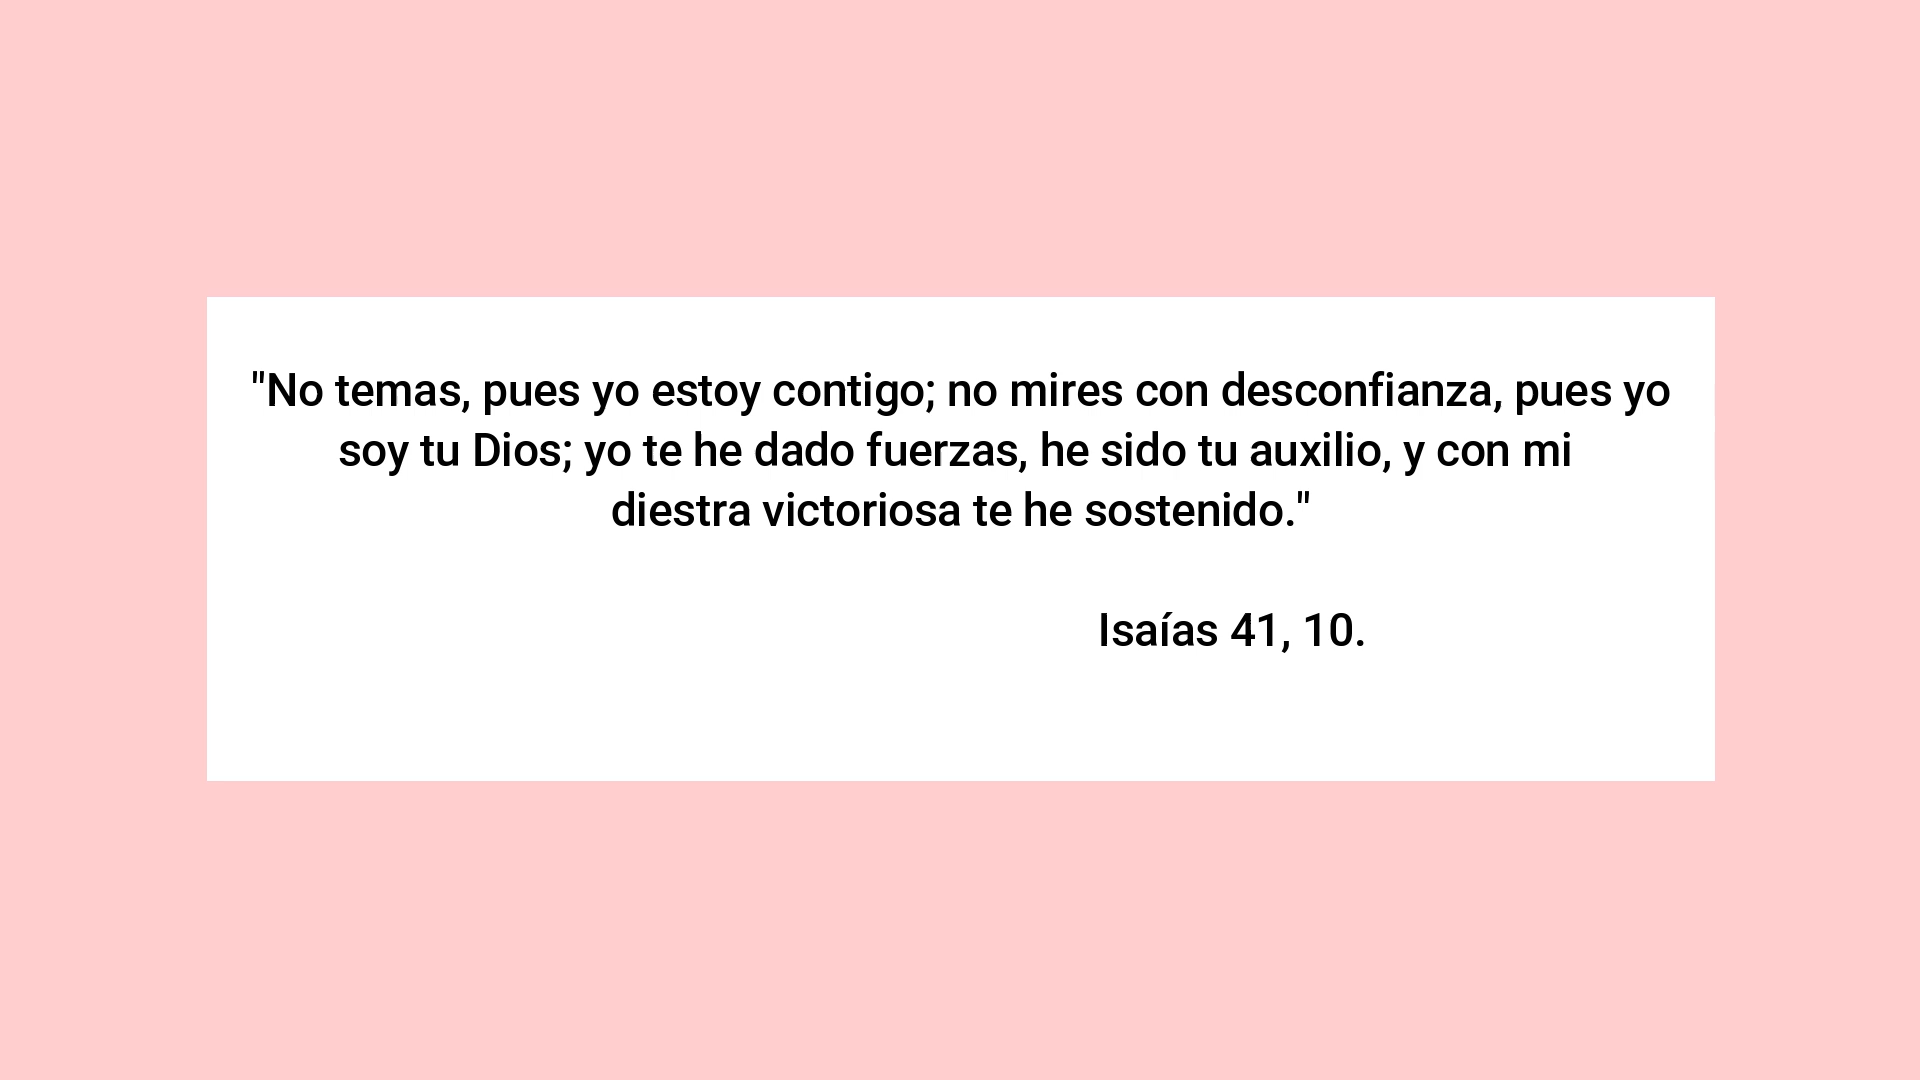 "No temas, pues yo estoy contigo; no mires con desconfianza, pues yo
soy tu Dios; yo te he dado fuerzas, he sido tu auxilio, y con mi
diestra victoriosa te he sostenido."
Isaías 41, 10.